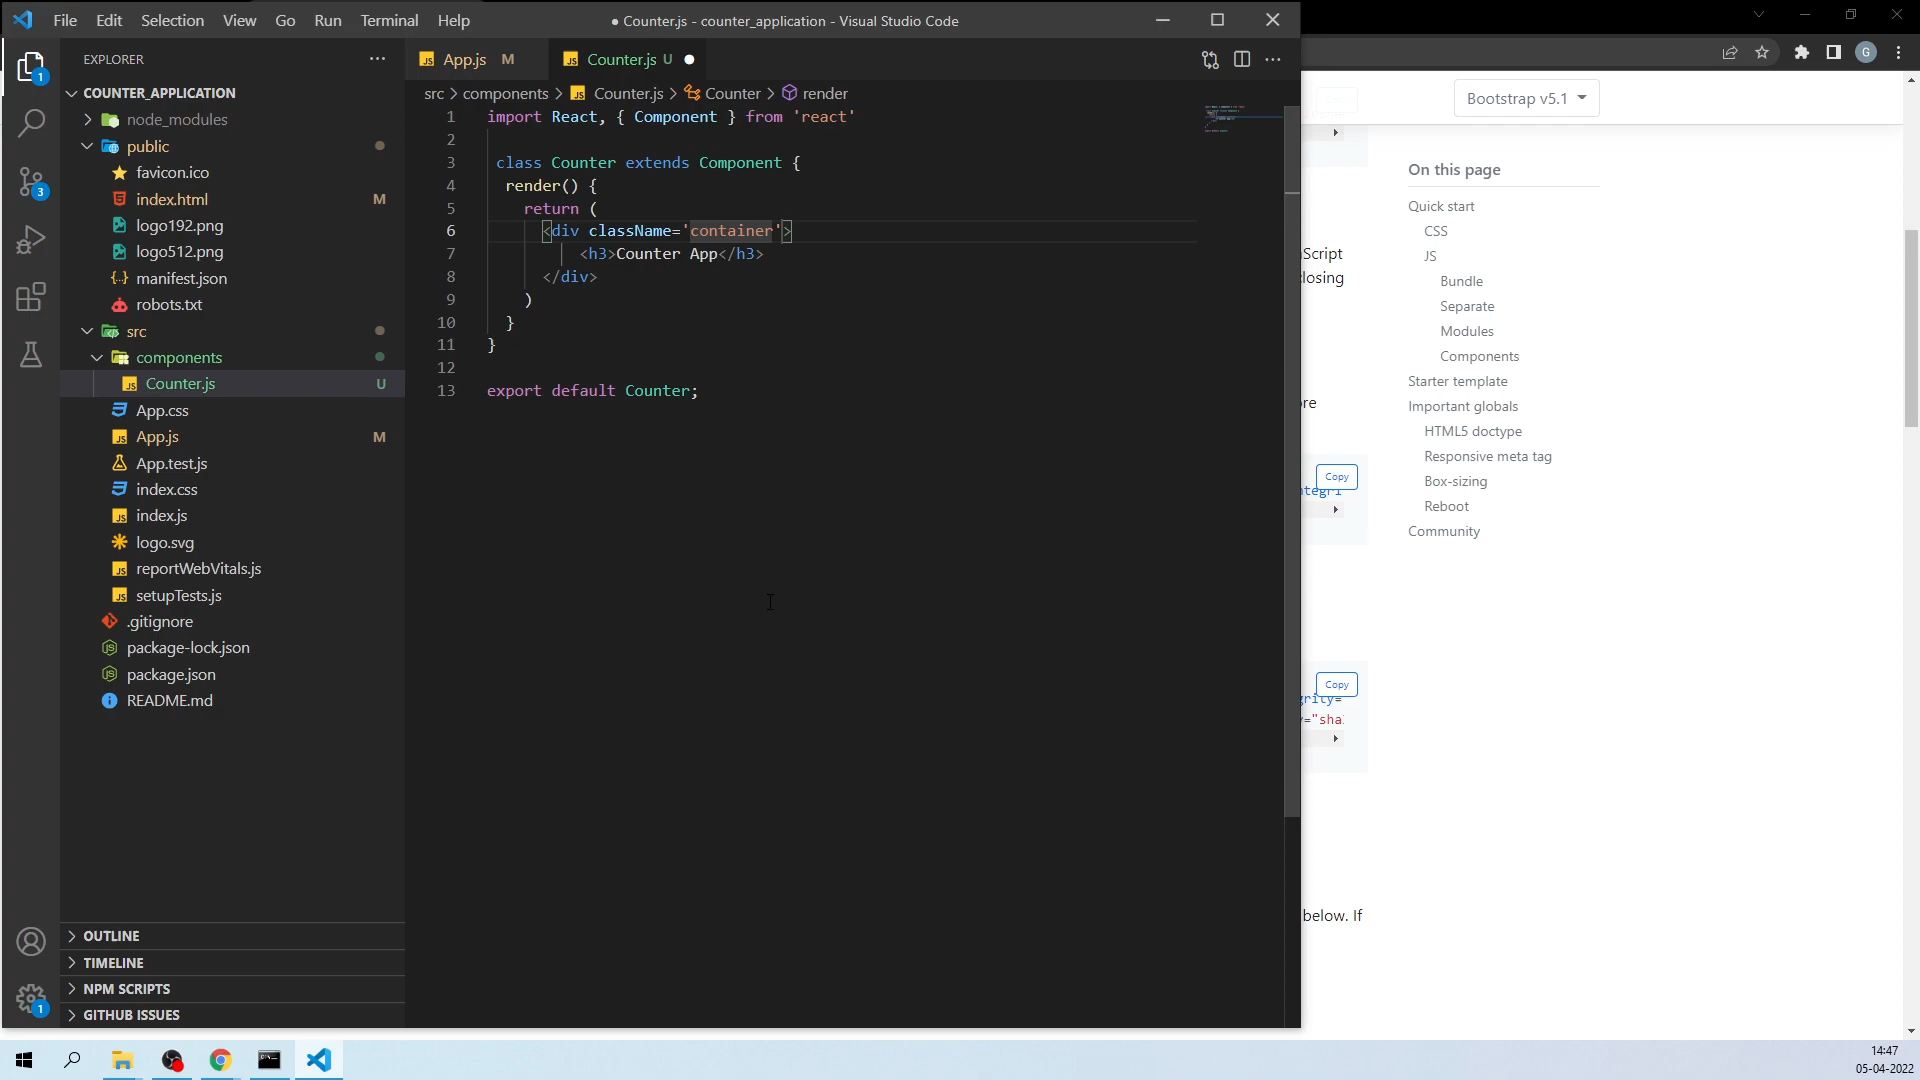 File Edit Selection View Go Run Terminal Help
● Counter.js - counter_application - Visual Studio Code
EXPLORER
COUNTER_APPLICATION
node_modules
public
favicon.ico
index.html M
logo192.png
logo512.png
manifest.json
robots.txt
src
components
Counter.js U
App.css
App.js M
App.test.js
index.css
index.js
logo.svg
reportWebVitals.js
setupTests.js
.gitignore
package-lock.json
package.json
README.md
OUTLINE
TIMELINE
NPM SCRIPTS
GITHUB ISSUES
1
3
1
App.js M
Counter.js U
src > components > Counter.js > Counter > render
1 import React, { Component } from 'react'
2
3 class Counter extends Component {
4 render() {
5 return (
6 <div className='container'>
7 <h3>Counter App</h3>
8 </div>
9 )
10 }
11 }
12
13 export default Counter;
G
Bootstrap v5.1
On this page
Quick start
CSS
JS
Bundle
Separate
Modules
Components
Starter template
Important globals
HTML5 doctype
Responsive meta tag
Box-sizing
Reboot
Community
Script
losing
re
Copy
ntegri
Copy
grity=
="sha
below. If
14:47
05-04-2022